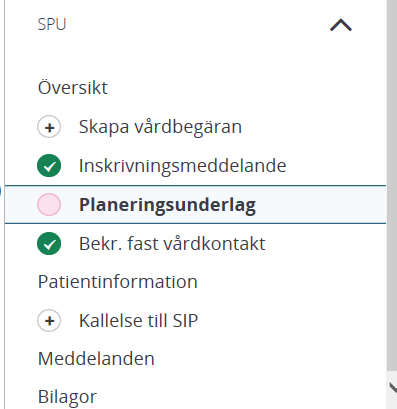 SPU
Översikt
Skapa vårdbegäran
Inskrivningsmeddelande
Planeringsunderlag
Bekr. fast vårdkontakt
Patientinformation
Kallelse till SIP
Meddelanden
Bilagor